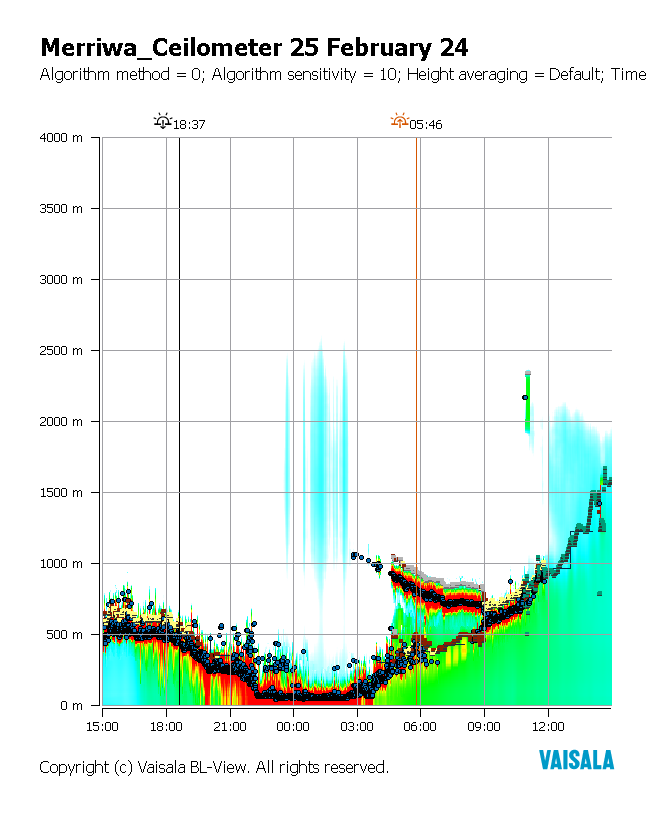 Merriwa_Ceilometer 25 February 24
Algorithm method = 0; Algorithm sensitivity = 10; Height averaging = Default; Time
18:37 05:46
4000 m
3500 m
3000 m
2500 m
2000 m
1500 m
1000 m
500 m
0 m
15:00 18:00 21:00 00:00 03:00 06:00 09:00 12:00
VAISALA
Copyright (c) Vaisala BL-View. All rights reserved.